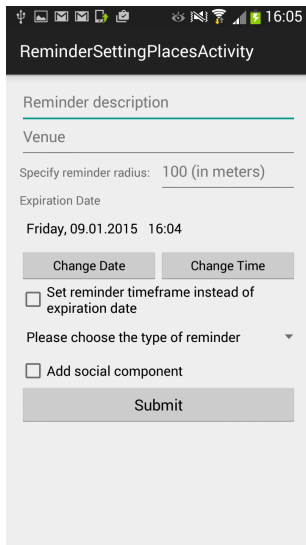 16:05
ReminderSettingPlacesActivity
Reminder description
Venue
Specify reminder radius: 100 (in meters)
Expiration Date
Friday, 09.01.2015 16:04
Change Date Change Time
Set reminder timeframe instead of
expiration date
Please choose the type of reminder
Add social component
Submit